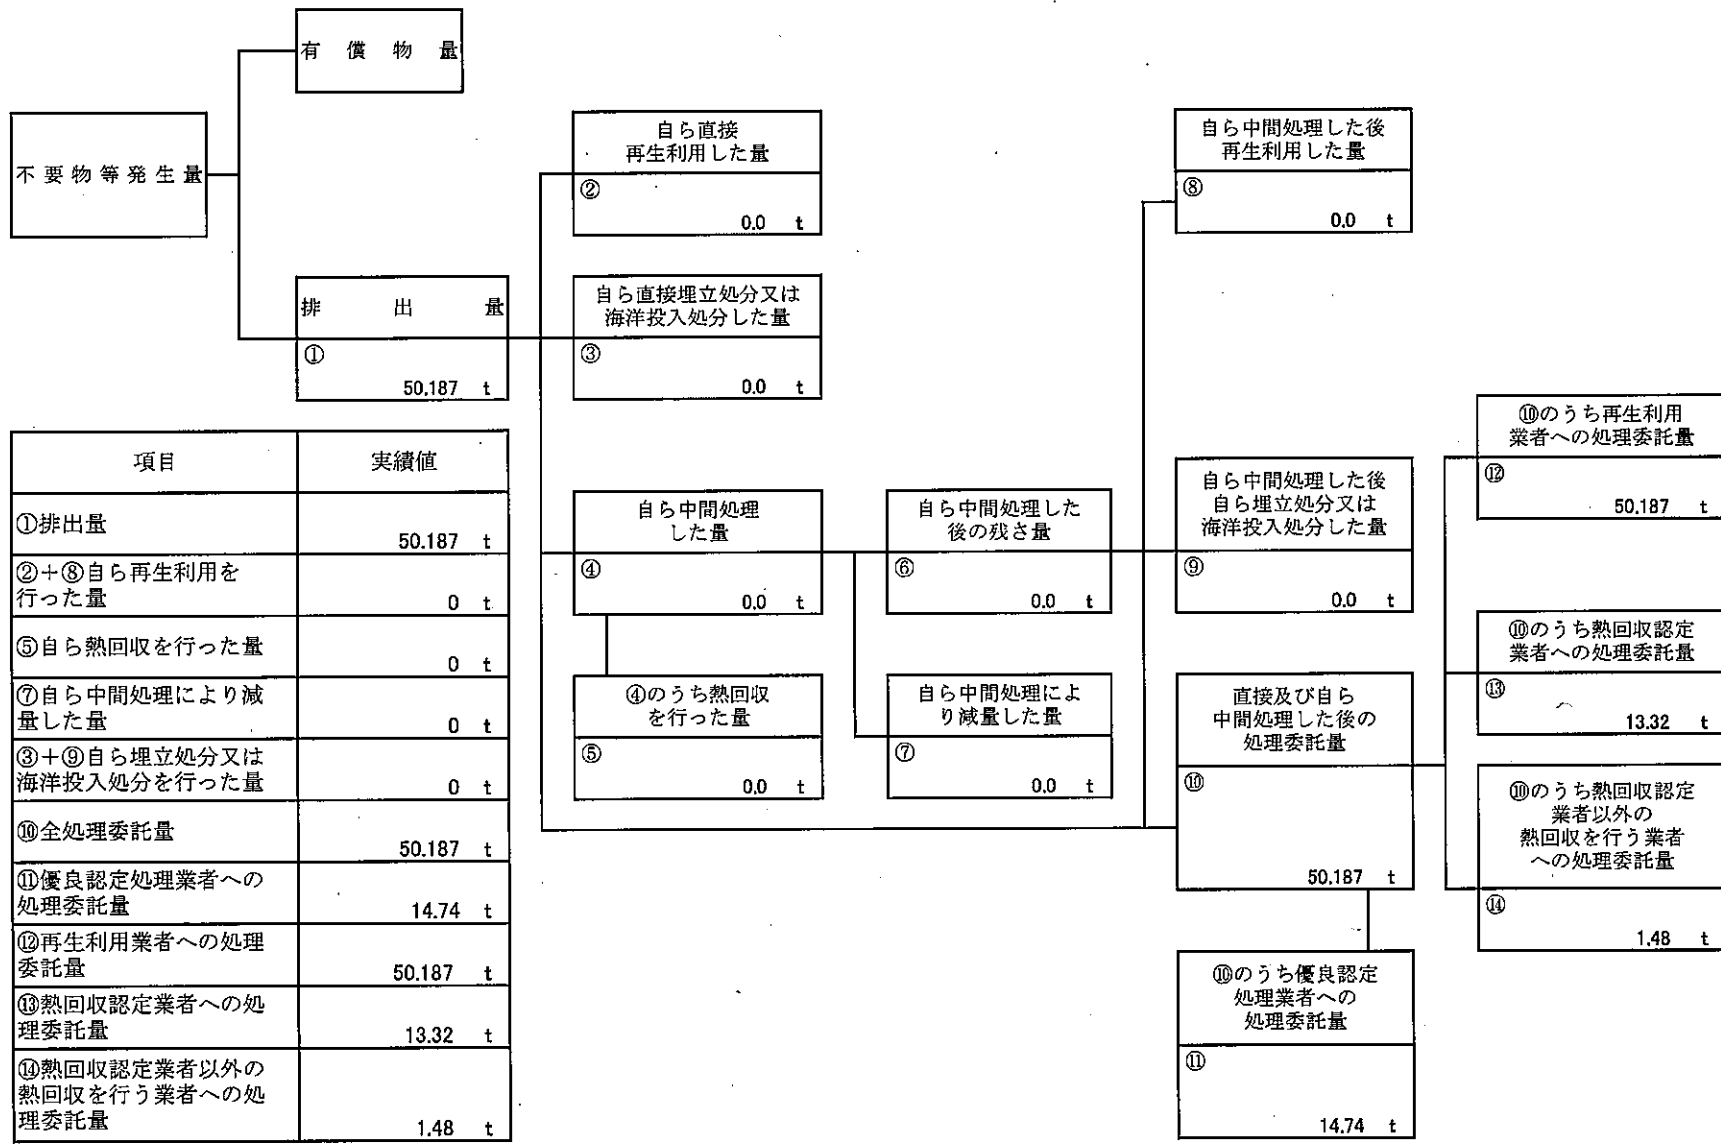 有償物量
不要物等発生量
排出量
①
50.187 t
自ら直接
再生利用した量
②
0.0 t
自ら直接埋立処分又は
海洋投入処分した量
③
0.0 t
自ら中間処理
した量
④
0.0 t
④のうち熱回収
を行った量
⑤
0.0 t
自ら中間処理した
後の残さ量
⑥
0.0 t
自ら中間処理によ
り減量した量
⑦
0.0 t
自ら中間処理した後
再生利用した量
⑧
0.0 t
自ら中間処理した後
自ら埋立処分又は
海洋投入処分した量
⑨
0.0 t
直接及び自ら
中間処理した後の
処理委託量
⑩
50.187 t
⑩のうち優良認定
処理業者への
処理委託量
⑪
14.74 t
⑩のうち再生利用
業者への処理委託量
⑫
50.187 t
⑩のうち熱回収認定
業者への処理委託量
⑬
13.32 t
⑩のうち熱回収認定
業者以外の
熱回収を行う業者
への処理委託量
⑭
1.48 t
項目 実績値
①排出量
50.187 t
②+⑧自ら再生利用を
行った量
0 t
⑤自ら熱回収を行った量
0 t
⑦自ら中間処理により減
量した量
0 t
③+⑨自ら埋立処分又は
海洋投入処分を行った量
0 t
⑩全処理委託量
50.187 t
⑪優良認定処理業者への
処理委託量
14.74 t
⑫再生利用業者への処理
委託量
50.187 t
⑬熱回収認定業者への処
理委託量
13.32 t
⑭熱回収認定業者以外の
熱回収を行う業者への処
理委託量
1.48 t